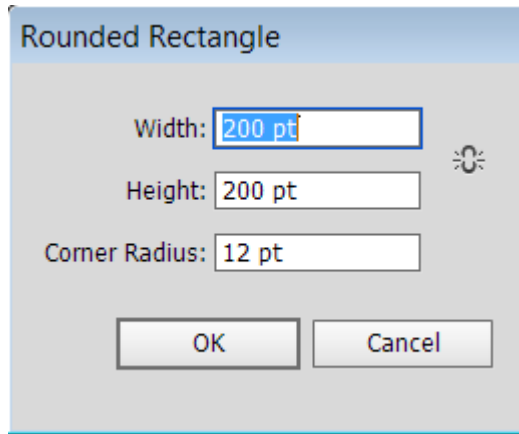 Rounded Rectangle
Width: 200 pt
Height: 200 pt
Corner Radius: 12 pt
OK Cancel